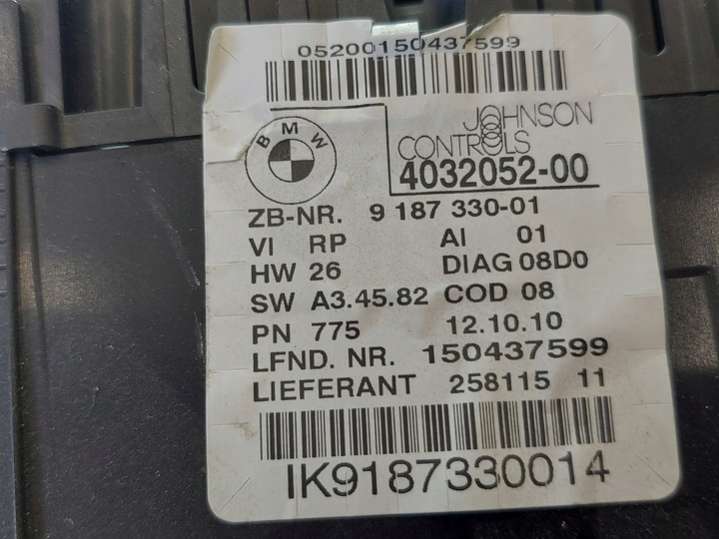 05200150437599
BMW
JOHNSON
CONTROLS
4032052-00
ZB-NR. 9 187 330-01
VI RP AI 01
HW 26 DIAG 08D0
SW A3.45.82 COD 08
PN 775 12.10.10
LFND. NR. 150437599
LIEFERANT 258115 11
IK9187330014